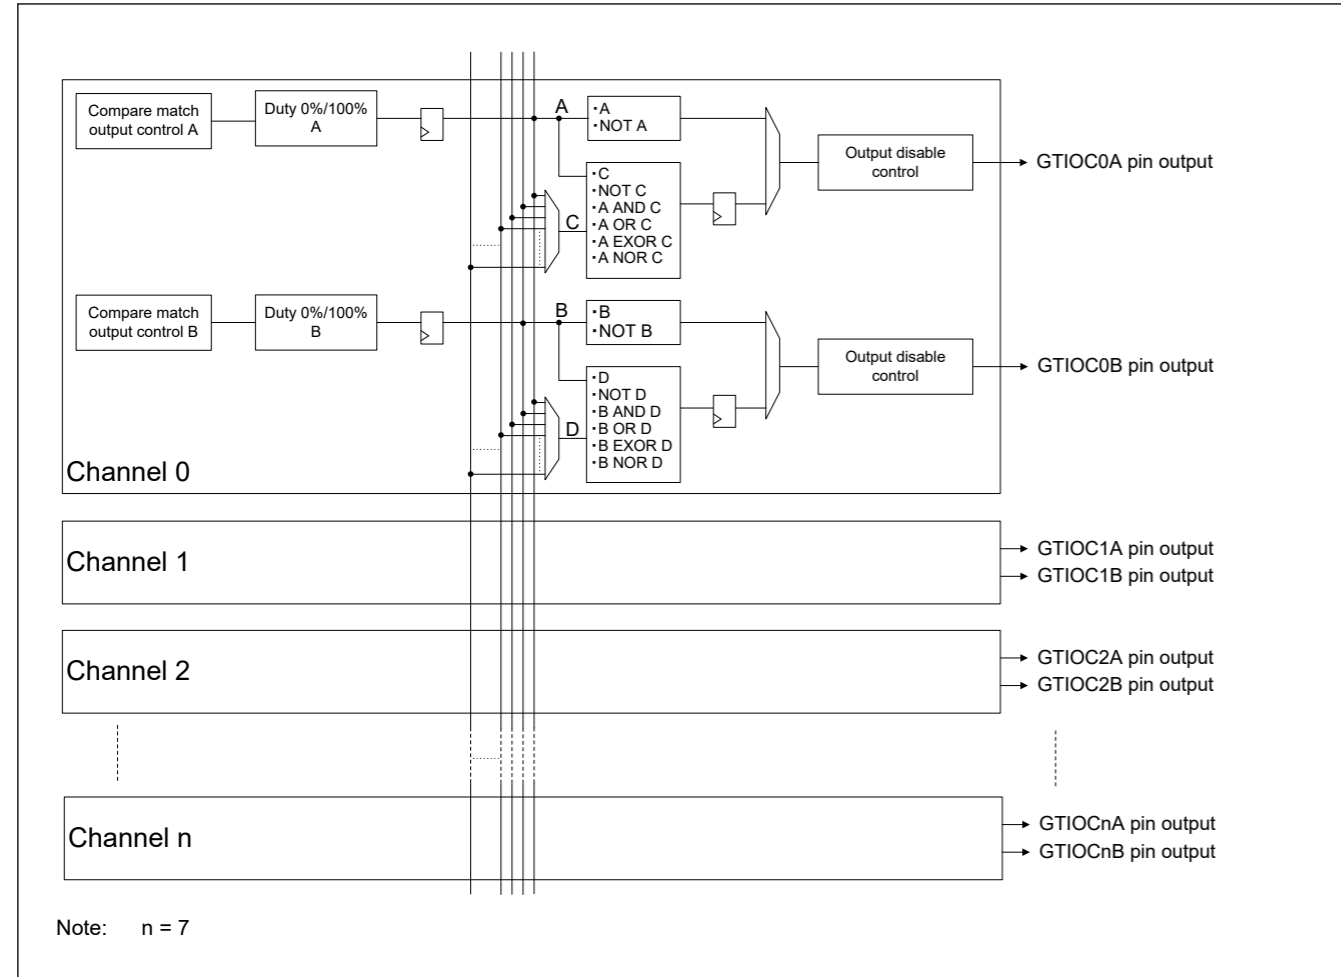 Compare match
output control A
Duty 0%/100%
A
A
・A
・NOT A
Output disable
control
GTIOC0A pin output
C
・C
・NOT C
・A AND C
・A OR C
・A EXOR C
・A NOR C
Compare match
output control B
Duty 0%/100%
B
B
・B
・NOT B
Output disable
control
GTIOC0B pin output
D
・D
・NOT D
・B AND D
・B OR D
・B EXOR D
・B NOR D
Channel 0
Channel 1
GTIOC1A pin output
GTIOC1B pin output
Channel 2
GTIOC2A pin output
GTIOC2B pin output
Channel n
GTIOCnA pin output
GTIOCnB pin output
Note: n = 7